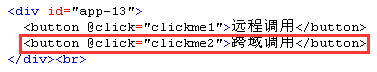 <div id="app-13">
<button @click="clickme1">远程调用</button>
<button @click="clickme2">跨域调用</button>
</div><br>